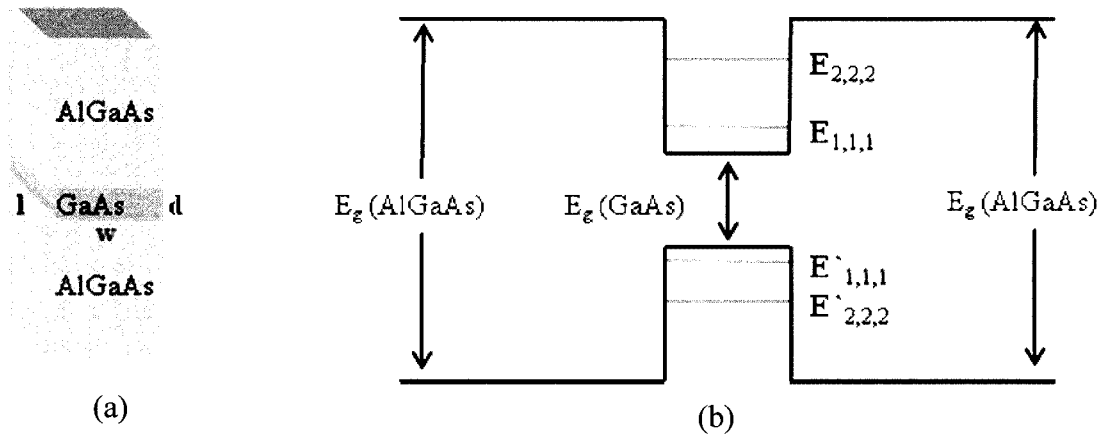 AlGaAs
l GaAs d
w
AlGaAs
(a)
E2,2,2
E1,1,1
Eg (AlGaAs)
Eg (GaAs)
Eg (AlGaAs)
E`1,1,1
E`2,2,2
(b)